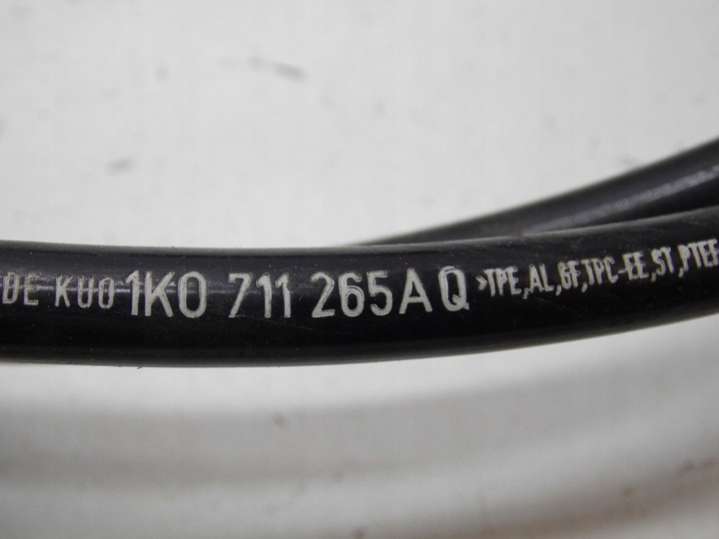 DE KUO 1K0 711 265A Q >TPE,AL,GF,TPC-EE,ST,PTEF